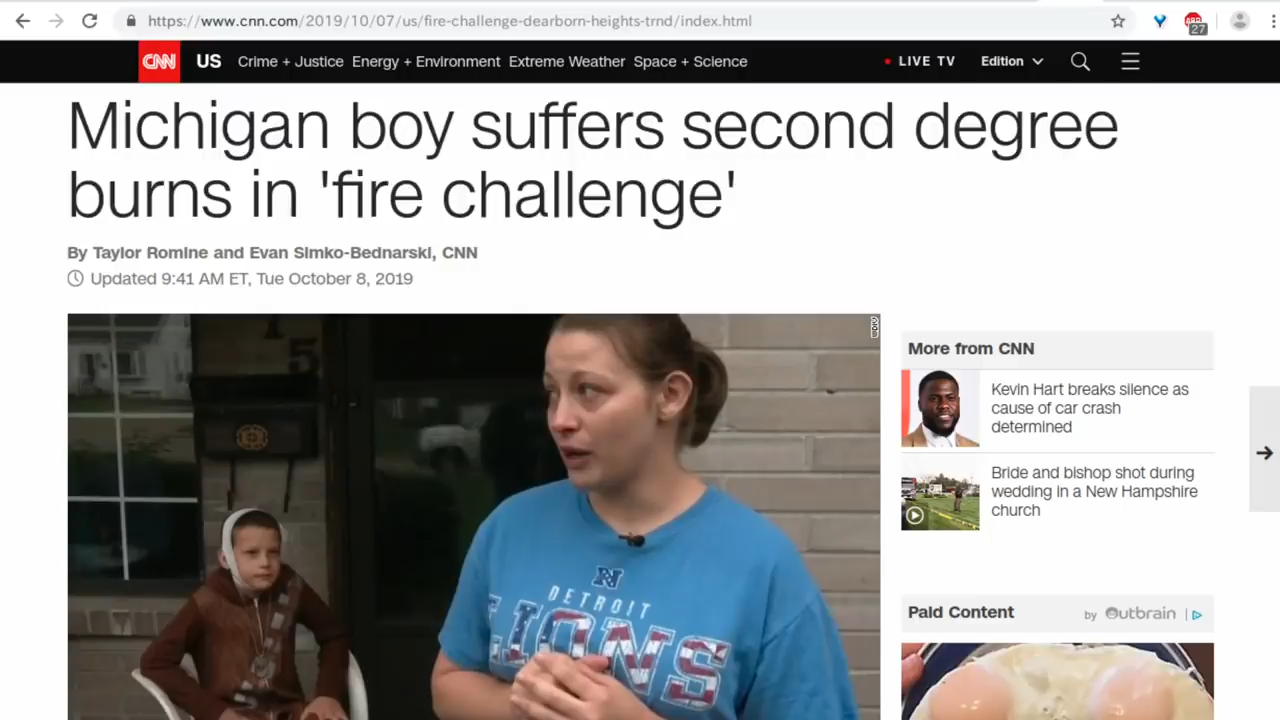 https://www.cnn.com/2019/10/07/us/fire-challenge-dearborn-heights-trnd/index.html
27
CNN
US
Crime + Justice
Energy + Environment
Extreme Weather
Space + Science
LIVE TV
Edition
Michigan boy suffers second degree
burns in 'fire challenge'
By Taylor Romine and Evan Simko-Bednarski, CNN
Updated 9:41 AM ET, Tue October 8, 2019
WDIV
15
N
DETROIT
LIONS
More from CNN
Kevin Hart breaks silence as
cause of car crash
determined
Bride and bishop shot during
wedding in a New Hampshire
church
Paid Content
by Outbrain